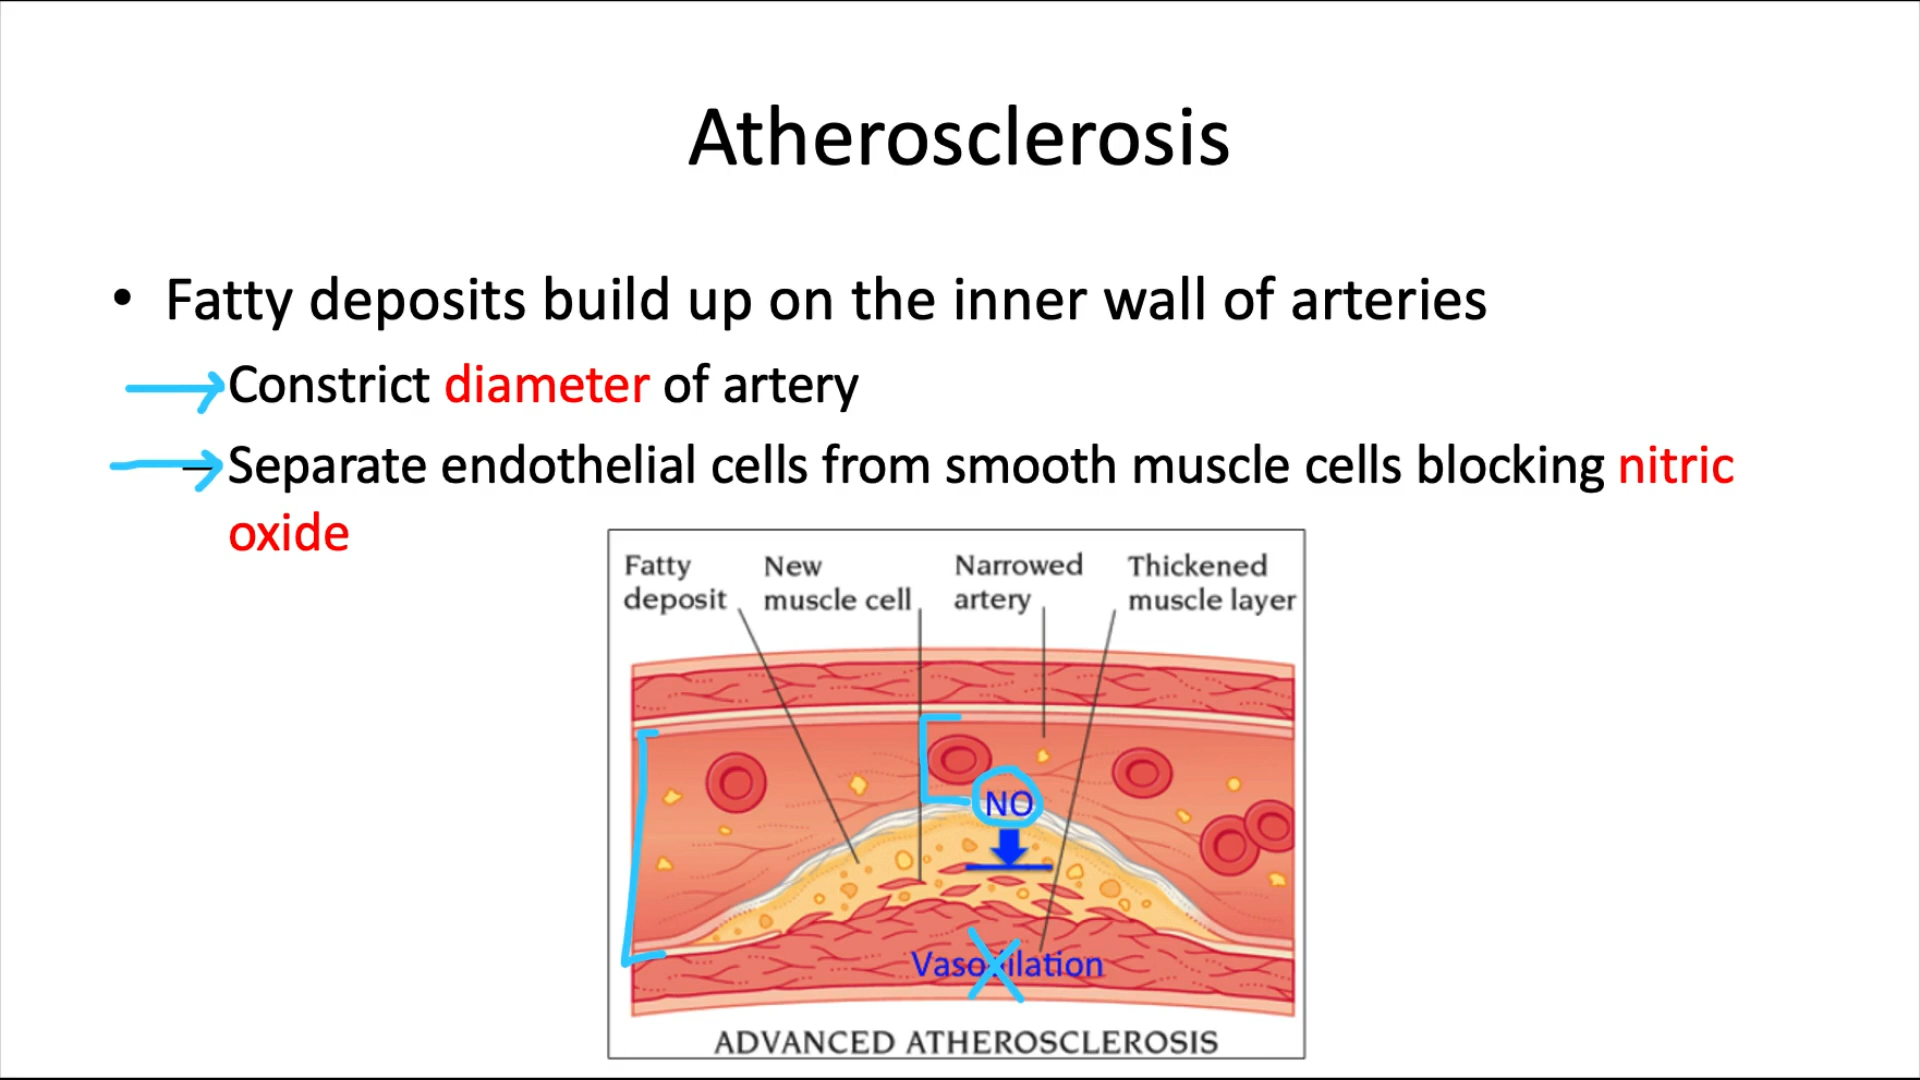 Atherosclerosis
• Fatty deposits build up on the inner wall of arteries
Constrict diameter of artery
– Separate endothelial cells from smooth muscle cells blocking nitric
oxide
Fatty
deposit
New
muscle cell
Narrowed
artery
Thickened
muscle layer
NO
Vasodilation
ADVANCED ATHEROSCLEROSIS